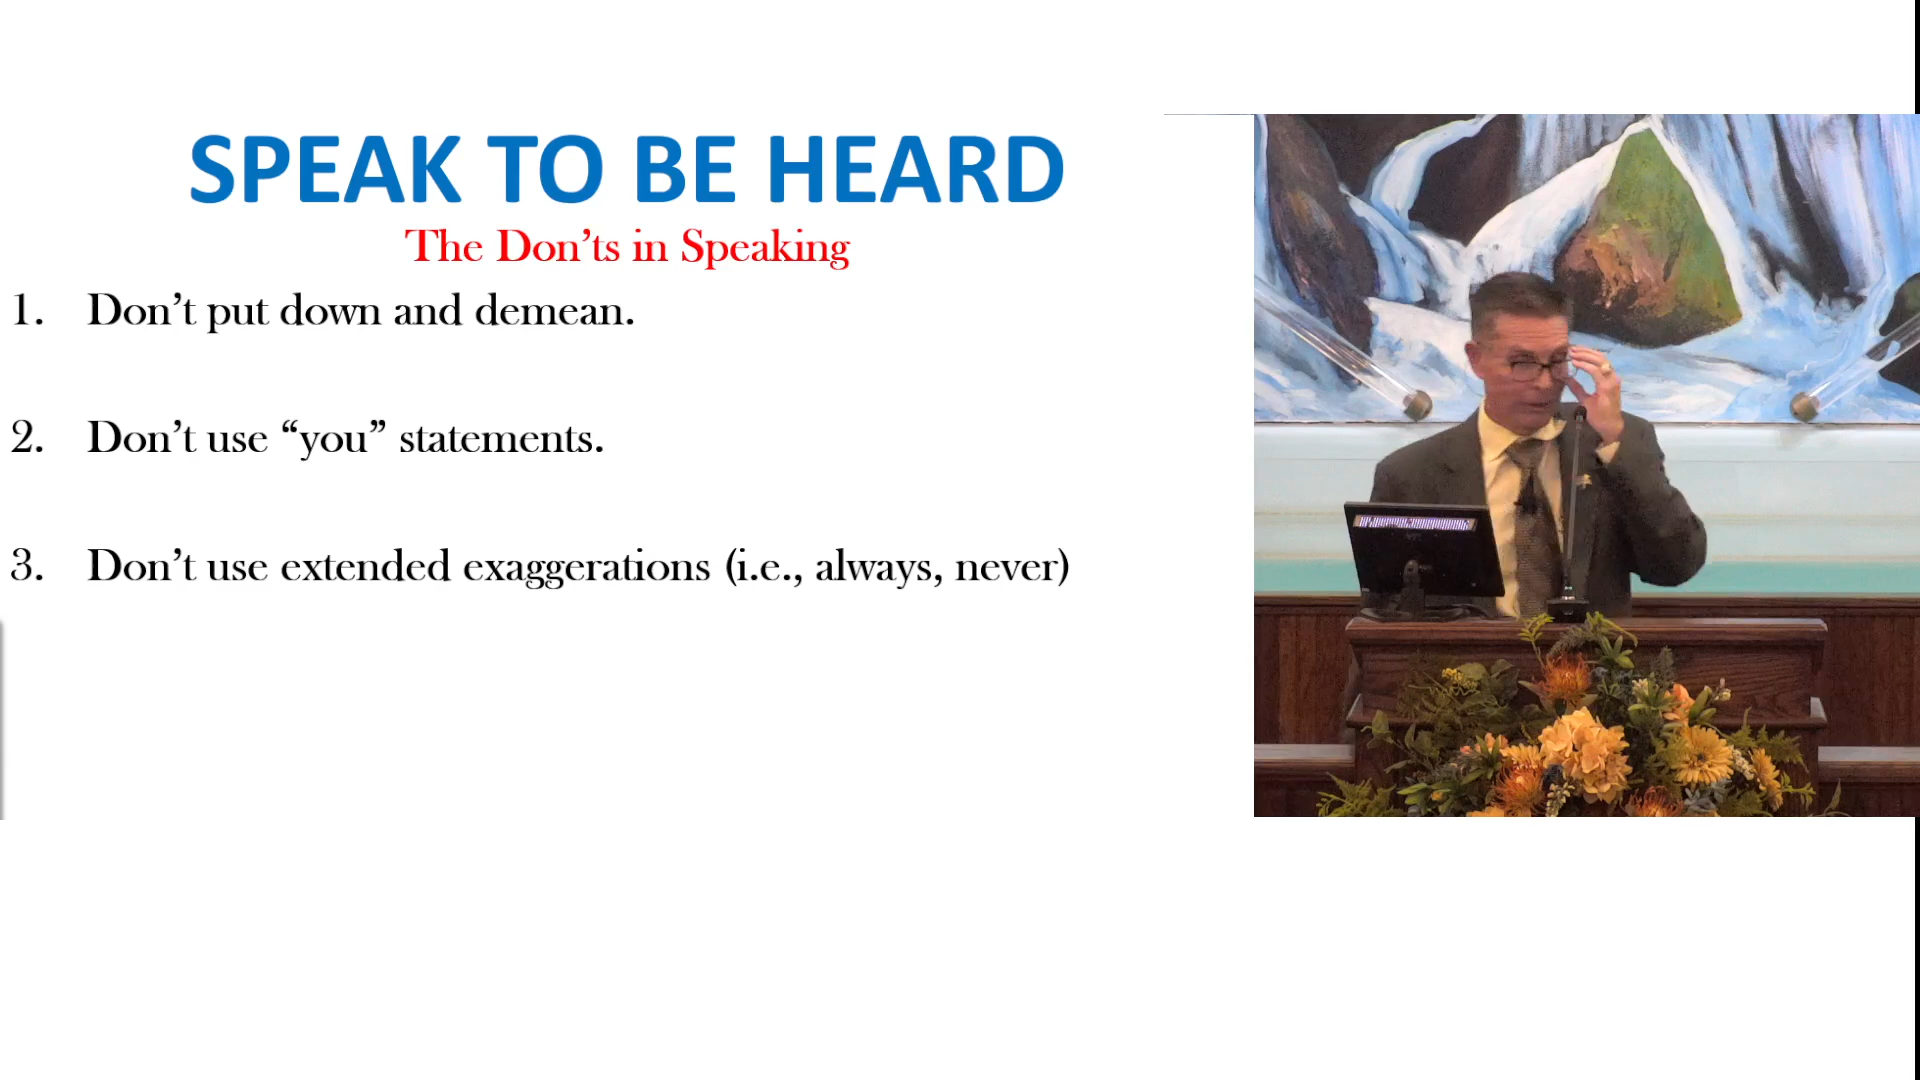 SPEAK TO BE HEARD
The Don’ts in Speaking
1. Don’t put down and demean.
2. Don’t use “you” statements.
3. Don’t use extended exaggerations (i.e., always, never)